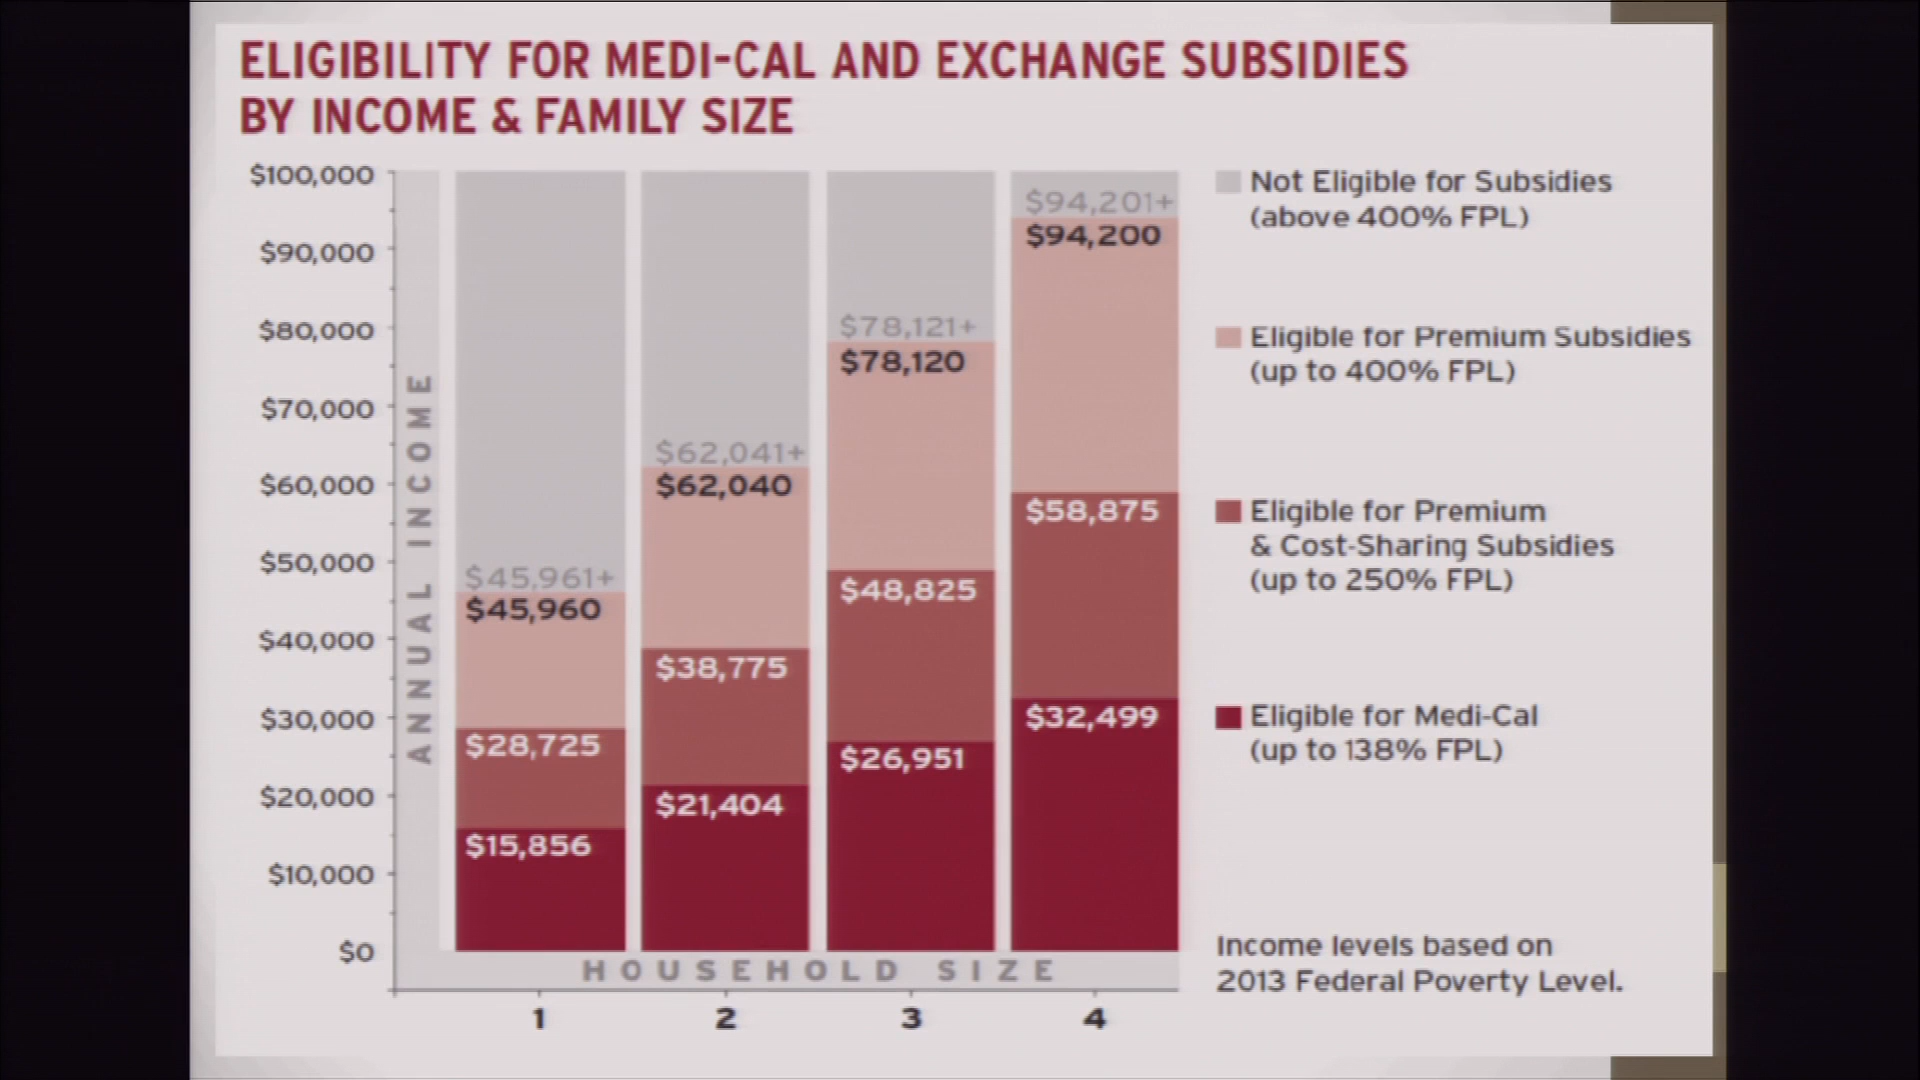 ELIGIBILITY FOR MEDI-CAL AND EXCHANGE SUBSIDIES
BY INCOME & FAMILY SIZE
$100,000
$90,000
$80,000
$70,000
$60,000
$50,000
$40,000
$30,000
$20,000
$10,000
$0
ANNUAL INCOME
$45,961+
$45,960
$28,725
$15,856
$62,041+
$62,040
$38,775
$21,404
$78,121+
$78,120
$48,825
$26,951
$94,201+
$94,200
$58,875
$32,499
HOUSEHOLD SIZE
1
2
3
4
Not Eligible for Subsidies
(above 400% FPL)
Eligible for Premium Subsidies
(up to 400% FPL)
Eligible for Premium
& Cost-Sharing Subsidies
(up to 250% FPL)
Eligible for Medi-Cal
(up to 138% FPL)
Income levels based on
2013 Federal Poverty Level.